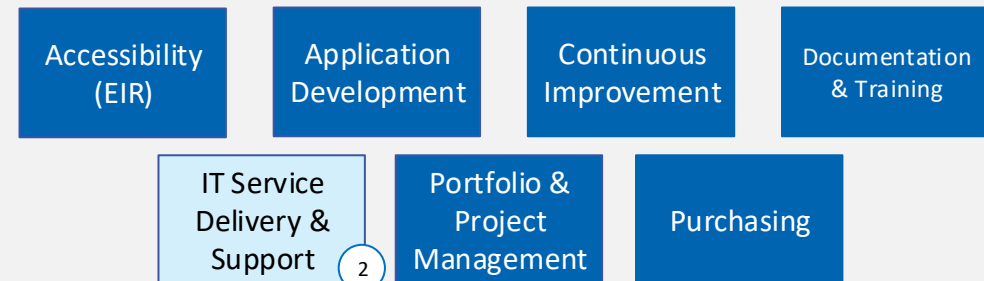 Accessibility
(EIR)
Application
Development
Continuous
Improvement
Documentation
& Training
IT Service
Delivery &
Support
2
Portfolio &
Project
Management
Purchasing